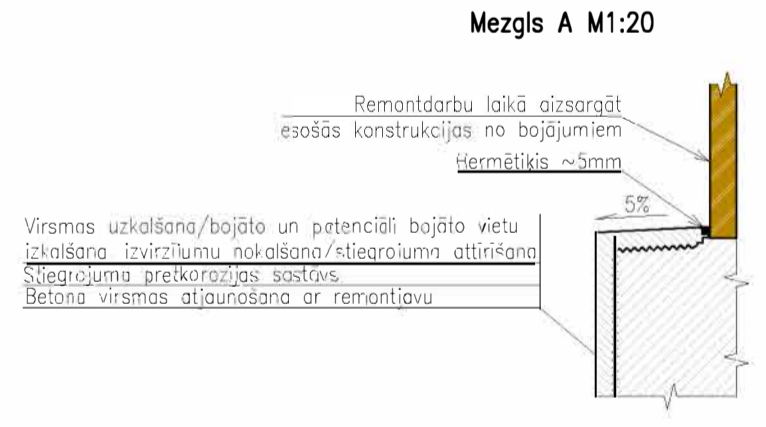 Mezgls A M1:20
Remontdarbu laikā aizsargāt
esošās konstrukcijas no bojājumiem
Hermētiķis ~5mm
5%
Virsmas uzkalšana/bojāto un potenciāli bojāto vietu
izkalšana izvirzījumu nokalšana/stiegrojuma attīrīšana
Stiegrojuma pretkorozijas sastāvs
Betona virsmas atjaunošana ar remontjavu